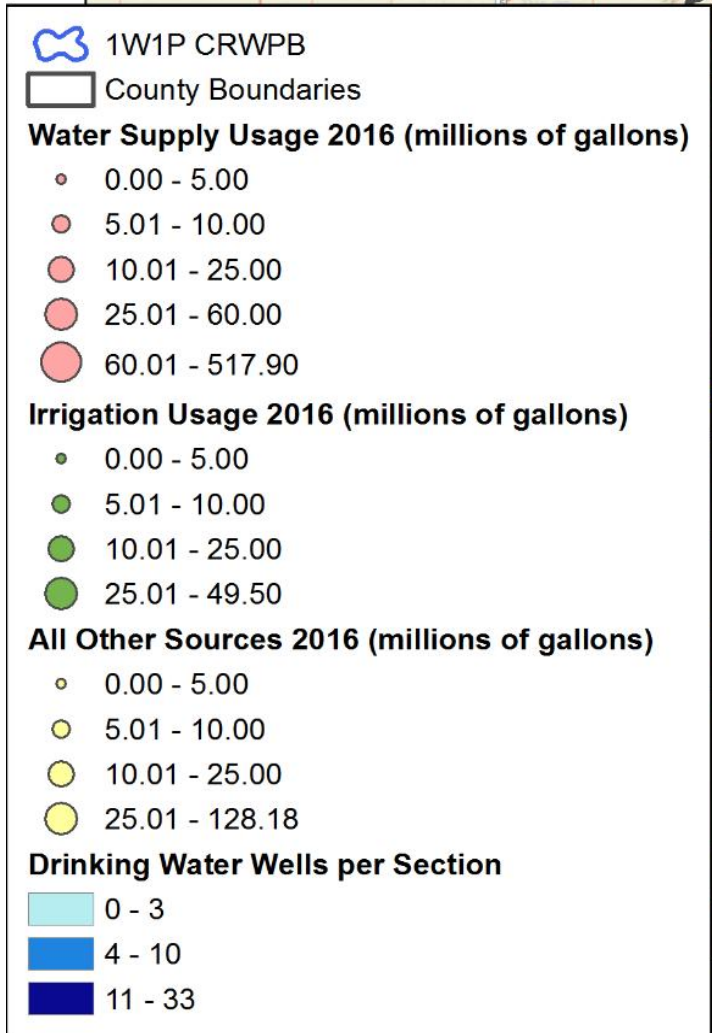 1W1P CRWPB
County Boundaries
Water Supply Usage 2016 (millions of gallons)
0.00 - 5.00
5.01 - 10.00
10.01 - 25.00
25.01 - 60.00
60.01 - 517.90
Irrigation Usage 2016 (millions of gallons)
0.00 - 5.00
5.01 - 10.00
10.01 - 25.00
25.01 - 49.50
All Other Sources 2016 (millions of gallons)
0.00 - 5.00
5.01 - 10.00
10.01 - 25.00
25.01 - 128.18
Drinking Water Wells per Section
0 - 3
4 - 10
11 - 33